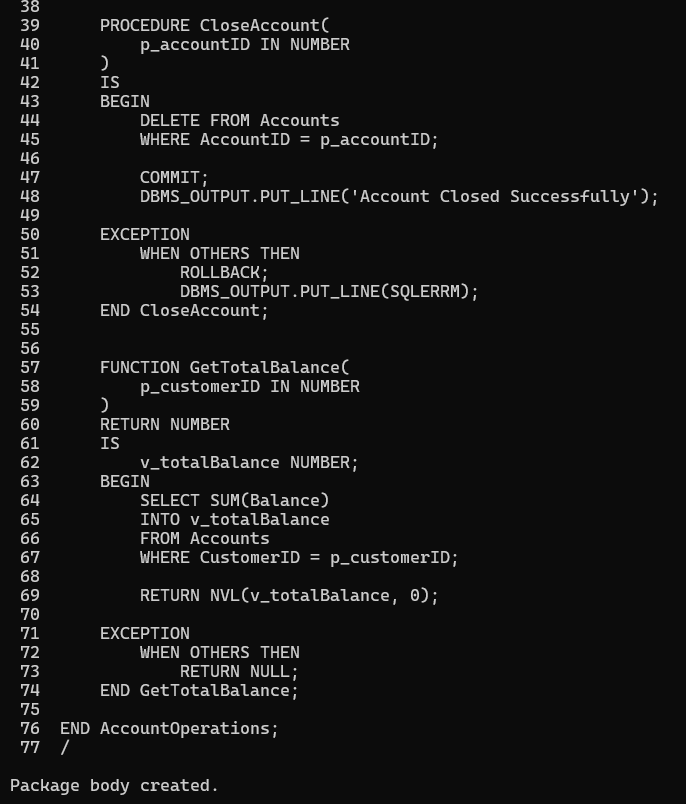 38
39      PROCEDURE CloseAccount(
40          p_accountID IN NUMBER
41      )
42      IS
43      BEGIN
44          DELETE FROM Accounts
45          WHERE AccountID = p_accountID;
46
47          COMMIT;
48          DBMS_OUTPUT.PUT_LINE('Account Closed Successfully');
49
50      EXCEPTION
51          WHEN OTHERS THEN
52              ROLLBACK;
53              DBMS_OUTPUT.PUT_LINE(SQLERRM);
54      END CloseAccount;
55
56
57      FUNCTION GetTotalBalance(
58          p_customerID IN NUMBER
59      )
60      RETURN NUMBER
61      IS
62          v_totalBalance NUMBER;
63      BEGIN
64          SELECT SUM(Balance)
65          INTO v_totalBalance
66          FROM Accounts
67          WHERE CustomerID = p_customerID;
68
69          RETURN NVL(v_totalBalance, 0);
70
71      EXCEPTION
72          WHEN OTHERS THEN
73              RETURN NULL;
74      END GetTotalBalance;
75
76  END AccountOperations;
77  /

Package body created.